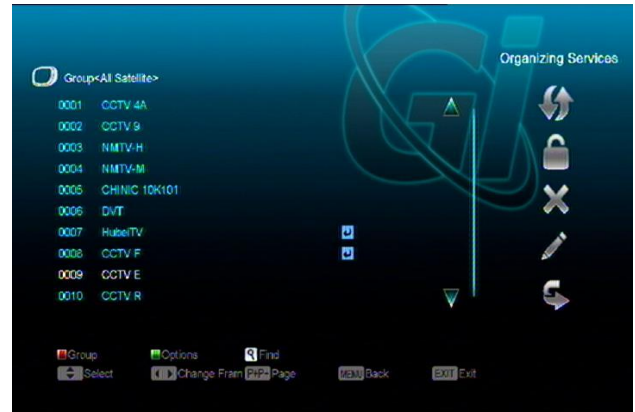 Organizing Services
Group<All Satellite>
0001 CCTV 4A
0002 CCTV 9
0003 NMTV-H
0004 NMTV-M
0005 CHINIC 10K101
0006 DVT
0007 HubeiTV
0008 CCTV F
0009 CCTV E
0010 CCTV R
Group Options Find
Select Change Fram P+P+ Page MENU Back EXIT Exit
GI